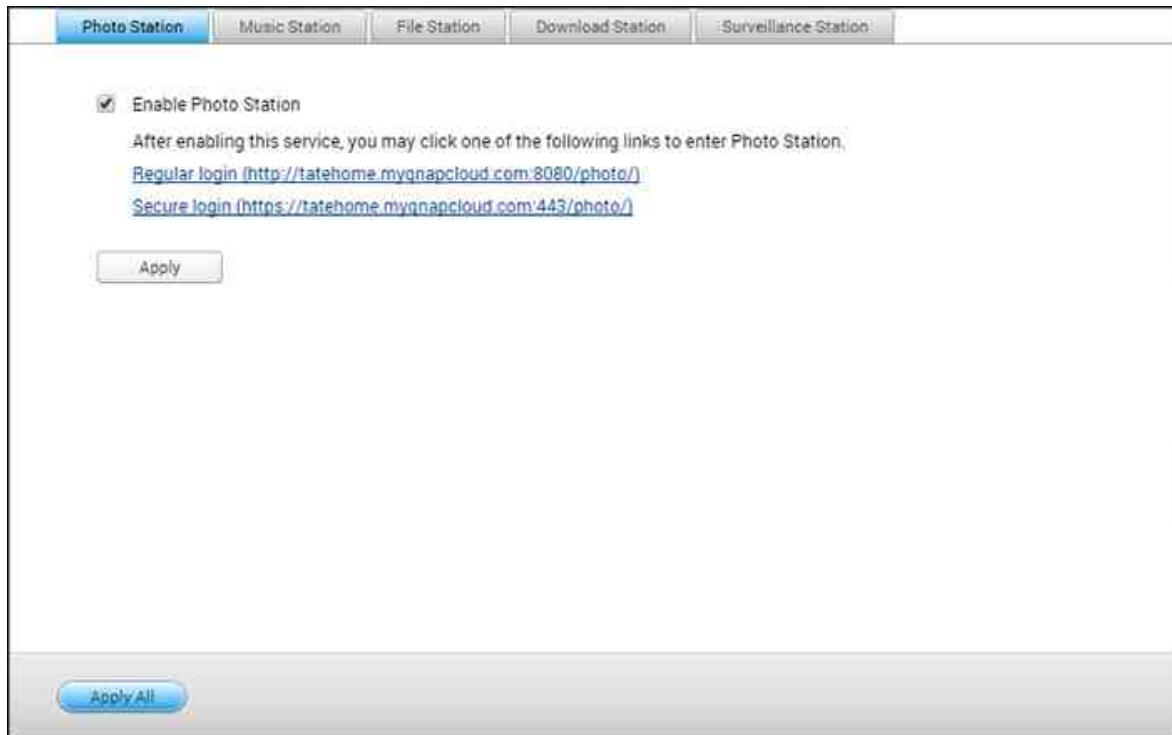 Photo Station Music Station File Station Download Station Surveillance Station
Enable Photo Station
After enabling this service, you may click one of the following links to enter Photo Station.
Regular login (http://tatehome.myqnapcloud.com:8080/photo/)
Secure login (https://tatehome.myqnapcloud.com:443/photo/)
Apply
Apply All